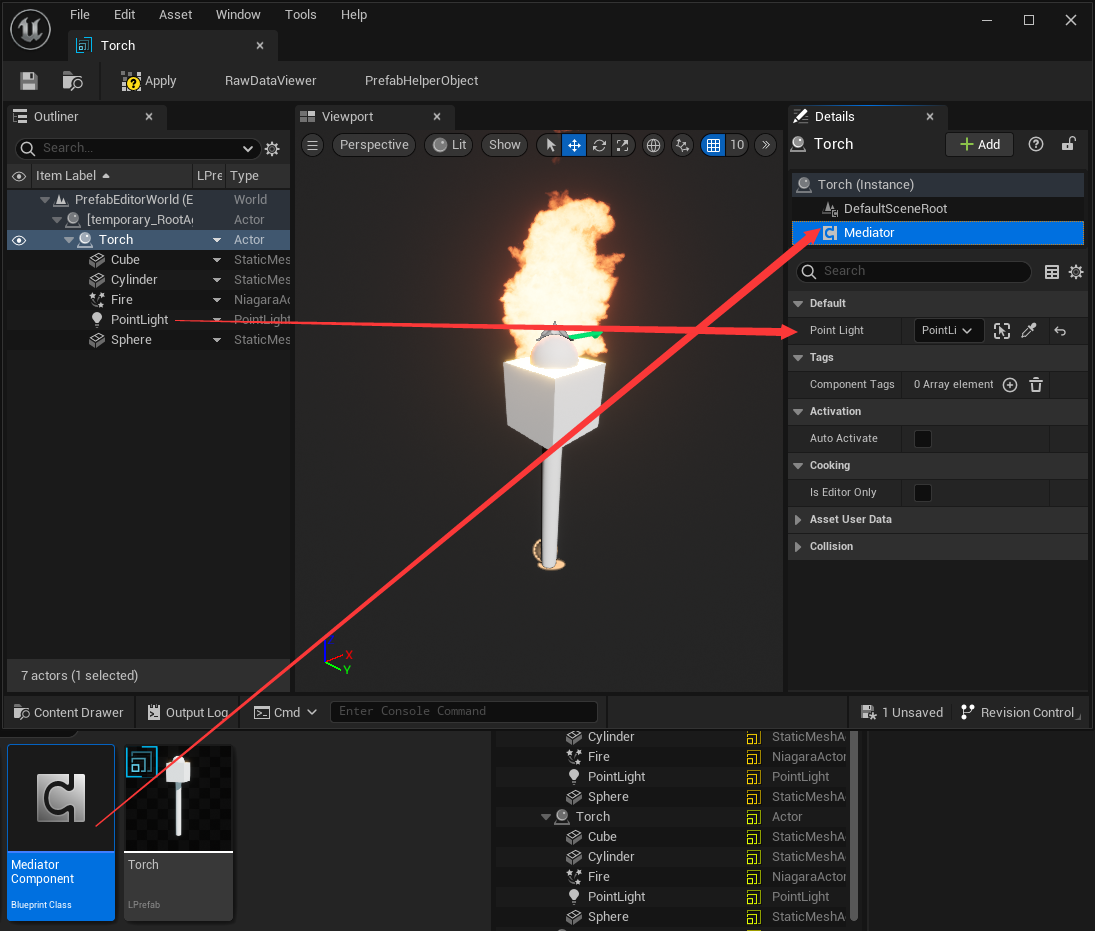 File Edit Asset Window Tools Help
Torch
Apply RawDataViewer PrefabHelperObject
Outliner
Search...
Item Label LPre Type
PrefabEditorWorld (E World
[temporary_RootA Actor
Torch Actor
Cube StaticMes
Cylinder StaticMes
Fire NiagaraAc
PointLight PointLight
Sphere StaticMes
7 actors (1 selected)
Viewport
Perspective Lit Show 10
X
Y
Details
Torch Add
Torch (Instance)
DefaultSceneRoot
Mediator
Search
Default
Point Light PointLi
Tags
Component Tags 0 Array element
Activation
Auto Activate
Cooking
Is Editor Only
Asset User Data
Collision
Content Drawer Output Log Cmd Enter Console Command 1 Unsaved Revision Control
Mediator
Component
Blueprint Class
Torch
LPrefab
Cylinder StaticMeshA
Fire NiagaraActor
PointLight PointLight
Sphere StaticMeshA
Torch Actor
Cube StaticMeshA
Cylinder StaticMeshA
Fire NiagaraActor
PointLight PointLight
Sphere StaticMeshA